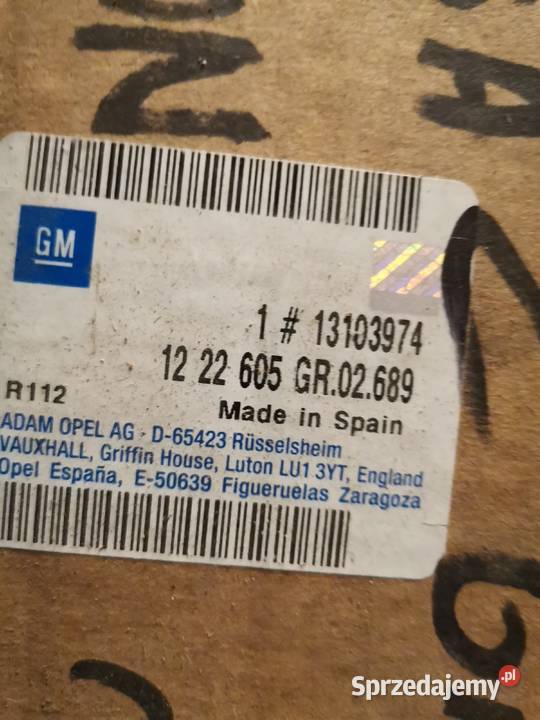 GM
1 # 13103974
12 22 605 GR.02.689
R112
Made in Spain
ADAM OPEL AG · D-65423 Rüsselsheim
VAUXHALL, Griffin House, Luton LU1 3YT, England
Opel España, E-50639 Figueruelas Zaragoza
Sprzedajemy.pl